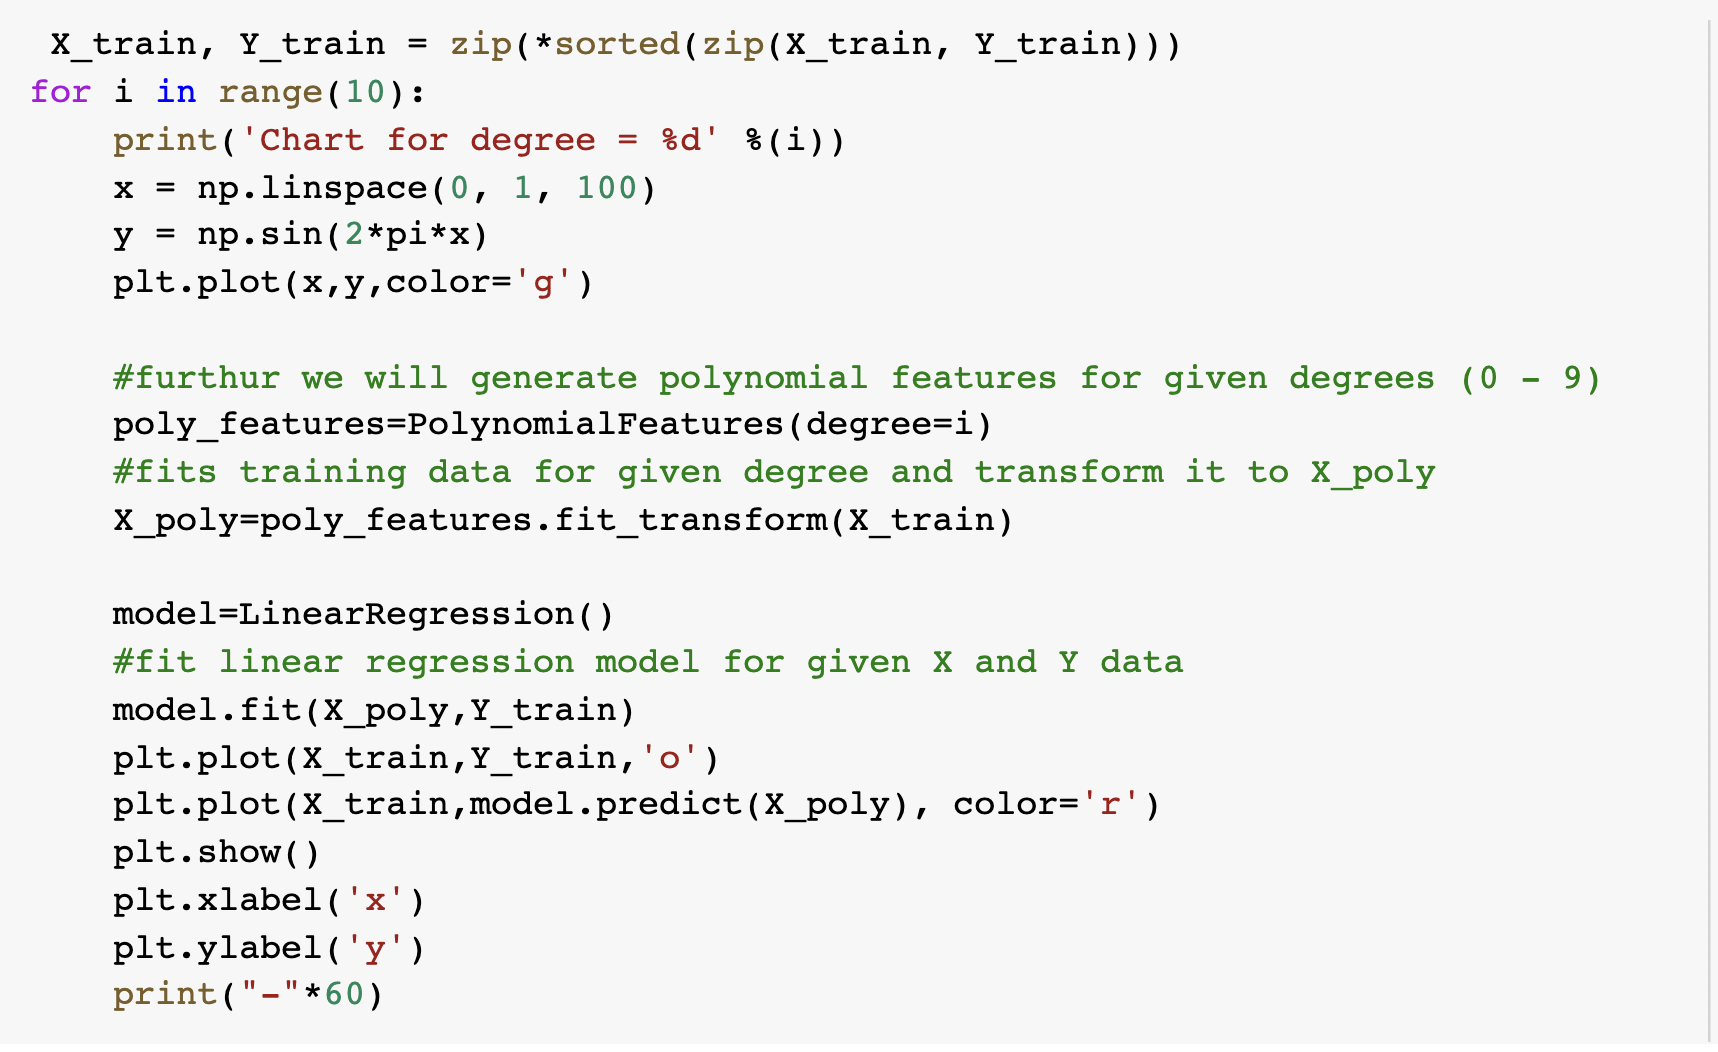 X_train, Y_train = zip(*sorted(zip(X_train, Y_train)))
for i in range(10):
    print('Chart for degree = %d' %(i))
    x = np.linspace(0, 1, 100)
    y = np.sin(2*pi*x)
    plt.plot(x,y,color='g')
    #furthur we will generate polynomial features for given degrees (0 - 9)
    poly_features=PolynomialFeatures(degree=i)
    #fits training data for given degree and transform it to X_poly
    X_poly=poly_features.fit_transform(X_train)
    model=LinearRegression()
    #fit linear regression model for given X and Y data
    model.fit(X_poly,Y_train)
    plt.plot(X_train,Y_train,'o')
    plt.plot(X_train,model.predict(X_poly), color='r')
    plt.show()
    plt.xlabel('x')
    plt.ylabel('y')
    print("-"*60)